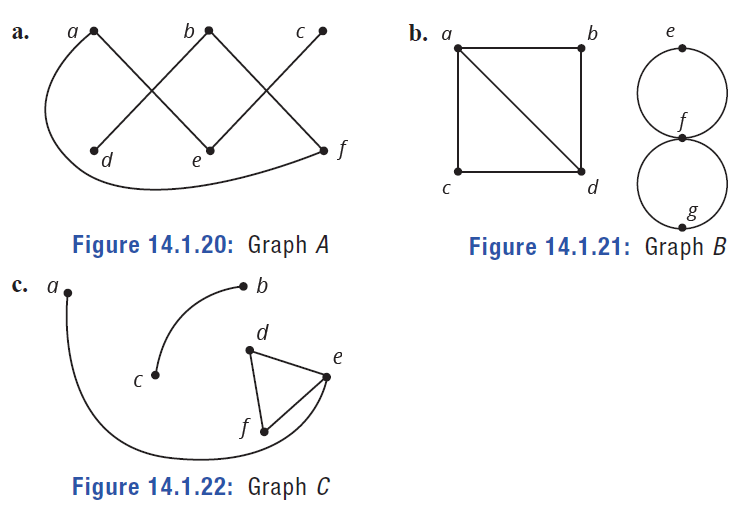 a.
a b c
d e f
Figure 14.1.20: Graph A
b.
a b
c d
e
f
g
Figure 14.1.21: Graph B
c.
a b
c d e
f
Figure 14.1.22: Graph C